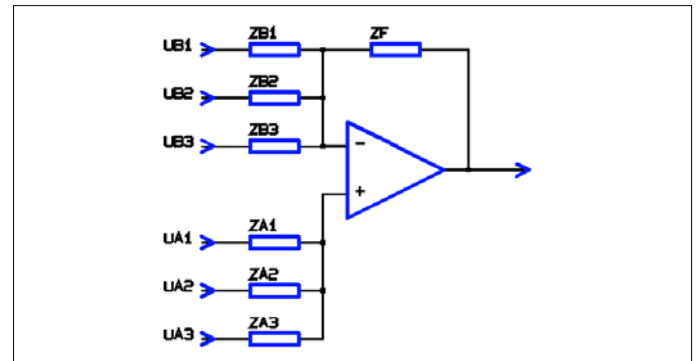 ZB1 ZF
UB1
ZB2
UB2
ZB3
UB3
-
+
ZA1
UA1
ZA2
UA2
ZA3
UA3